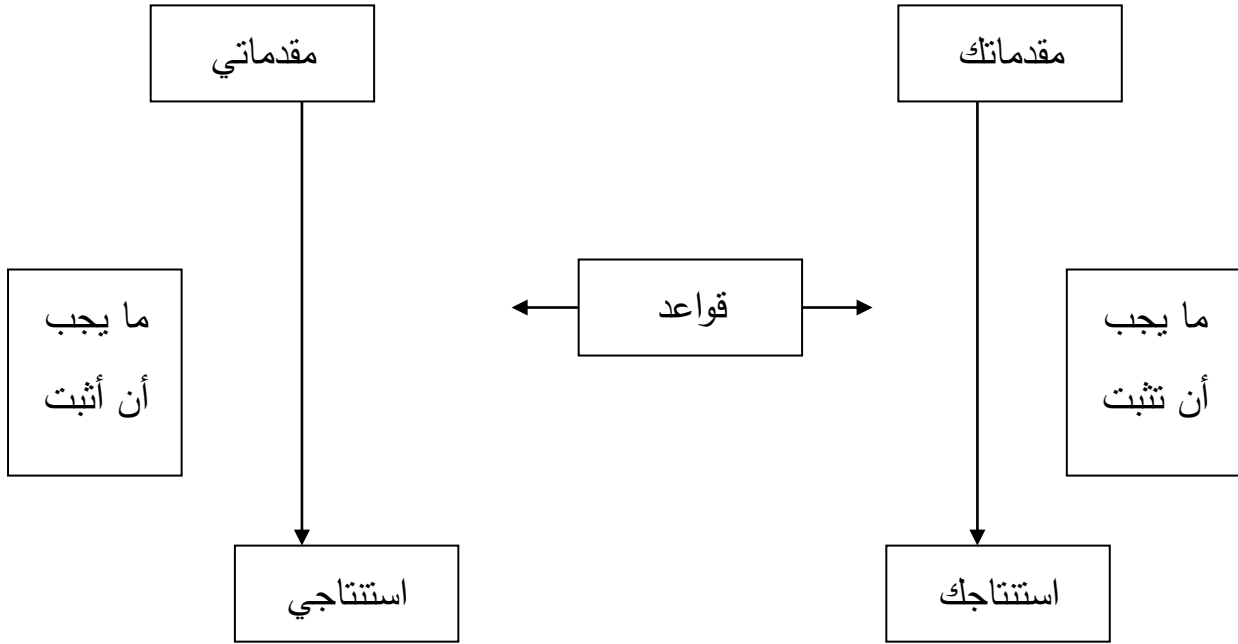 مقدماتك
مقدماتي
قواعد
ما يجب
أن تثبت
ما يجب
أن أثبت
استنتاجك
استنتاجي